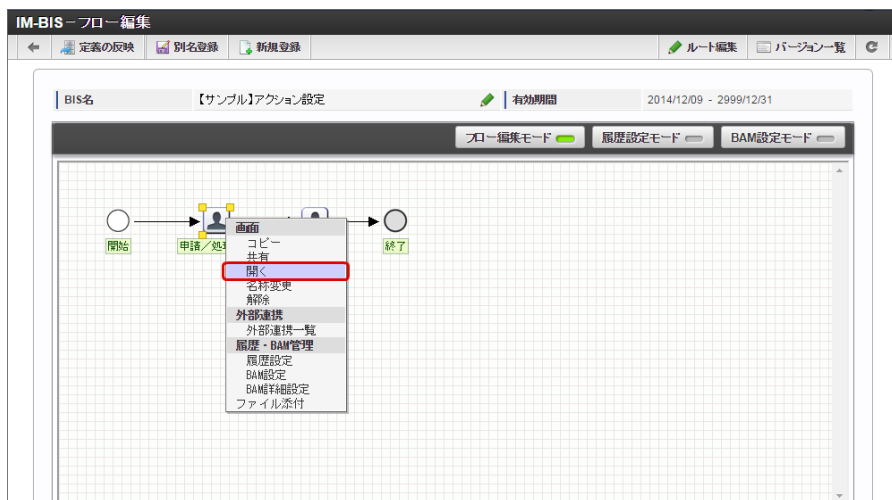 IM-BIS－フロー編集
定義の反映 別名登録 新規登録 ルート編集 バージョン一覧
BIS名 【サンプル】アクション設定 有効期間 2014/12/09 - 2999/12/31
フロー編集モード 履歴設定モード BAM設定モード
開始 申請／処理 終了
画面
コピー
共有
開く
名称変更
解除
外部連携
外部連携一覧
履歴・BAM管理
履歴設定
BAM設定
BAM詳細設定
ファイル添付